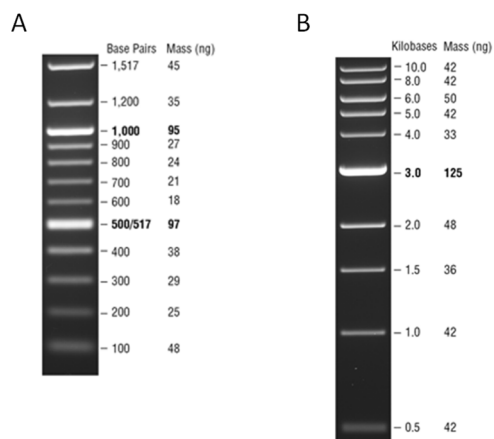 A
Base Pairs Mass (ng)
– 1,517 45
– 1,200 35
– 1,000 95
– 900 27
– 800 24
– 700 21
– 600 18
– 500/517 97
– 400 38
– 300 29
– 200 25
– 100 48
B
Kilobases Mass (ng)
– 10.0 42
– 8.0 42
– 6.0 50
– 5.0 42
– 4.0 33
– 3.0 125
– 2.0 48
– 1.5 36
– 1.0 42
– 0.5 42